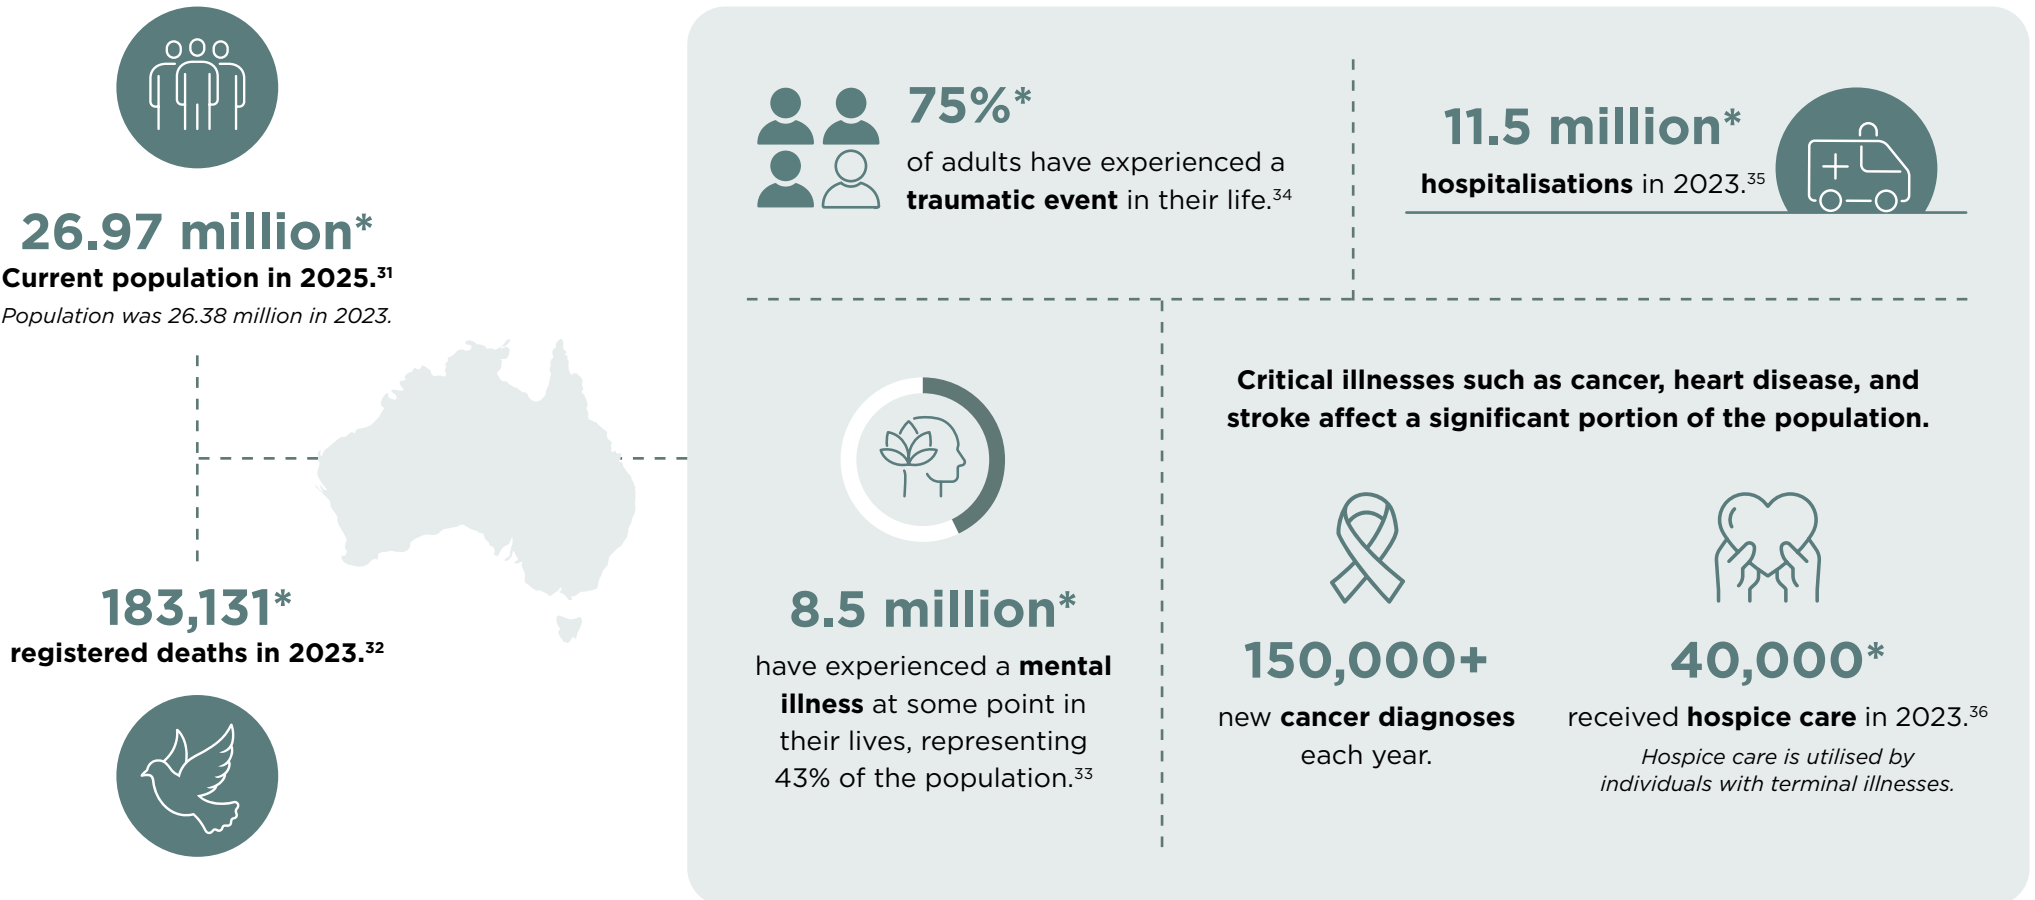 26.97 million*
Current population in 2025.³¹
Population was 26.38 million in 2023.
183,131*
registered deaths in 2023.³²
75%*
of adults have experienced a
traumatic event in their life.³⁴
11.5 million*
hospitalisations in 2023.³⁵
8.5 million*
have experienced a mental
illness at some point in
their lives, representing
43% of the population.³³
Critical illnesses such as cancer, heart disease, and
stroke affect a significant portion of the population.
150,000+
new cancer diagnoses
each year.
40,000*
received hospice care in 2023.³⁶
Hospice care is utilised by
individuals with terminal illnesses.